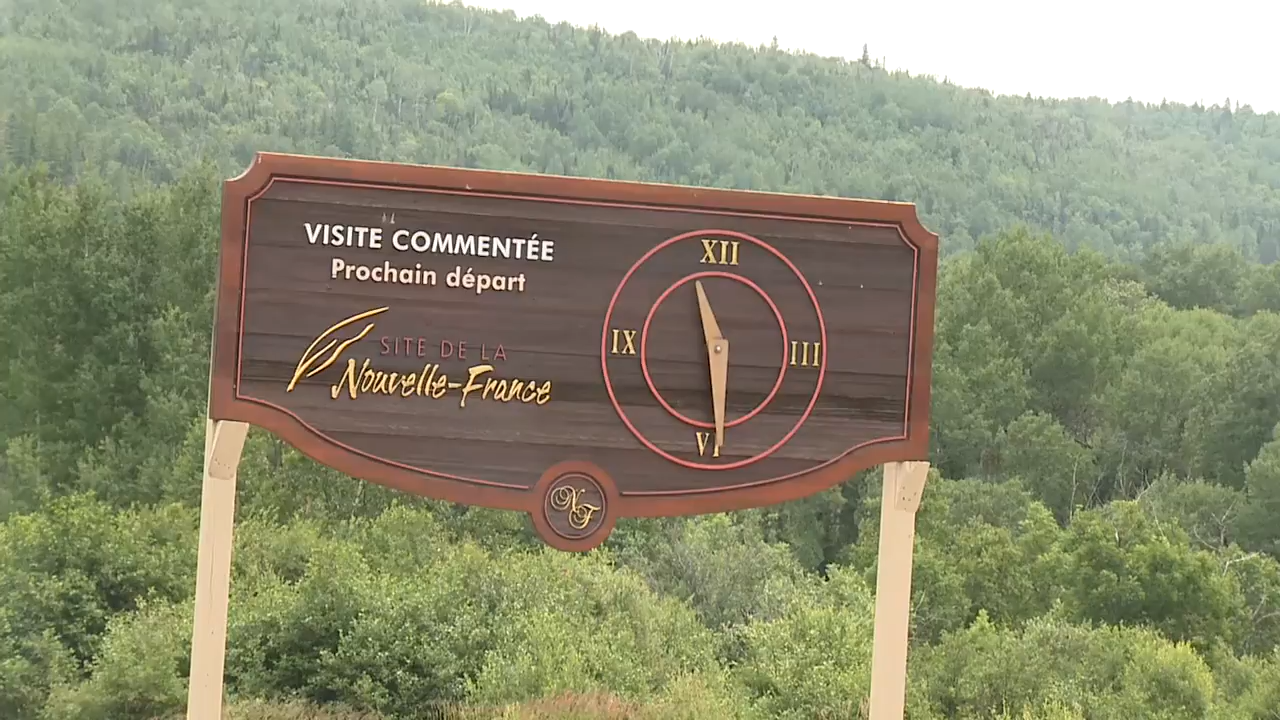 VISITE COMMENTÉE
Prochain départ
SITE DE LA
Nouvelle-France
XII
IX
III
VI
NF